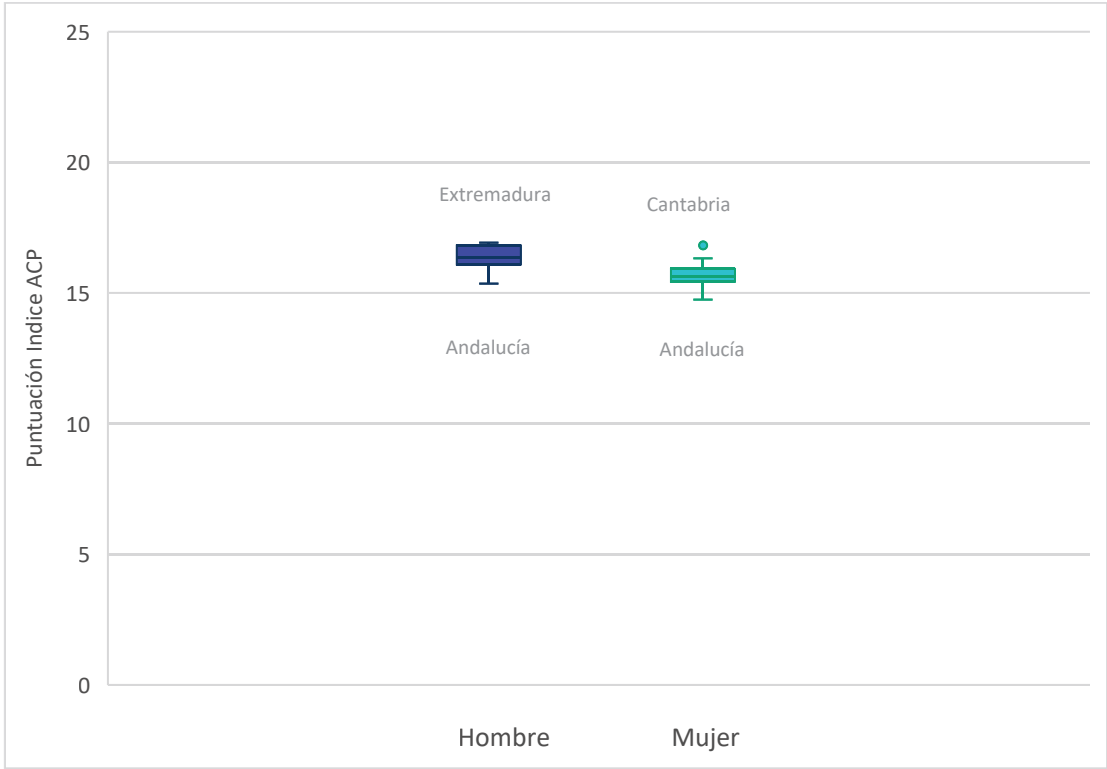 25
20
Extremadura
Cantabria
Puntuación Indice ACP
15
Andalucía
Andalucía
10
5
0
Hombre
Mujer